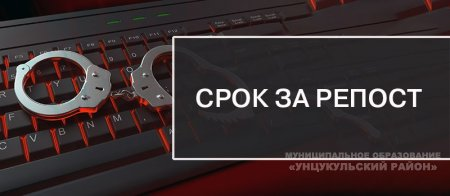 СРОК ЗА РЕПОСТ
МУНИЦИПАЛЬНОЕ ОБРАЗОВАНИЕ
«УНЦУКУЛЬСКИЙ РАЙОН»